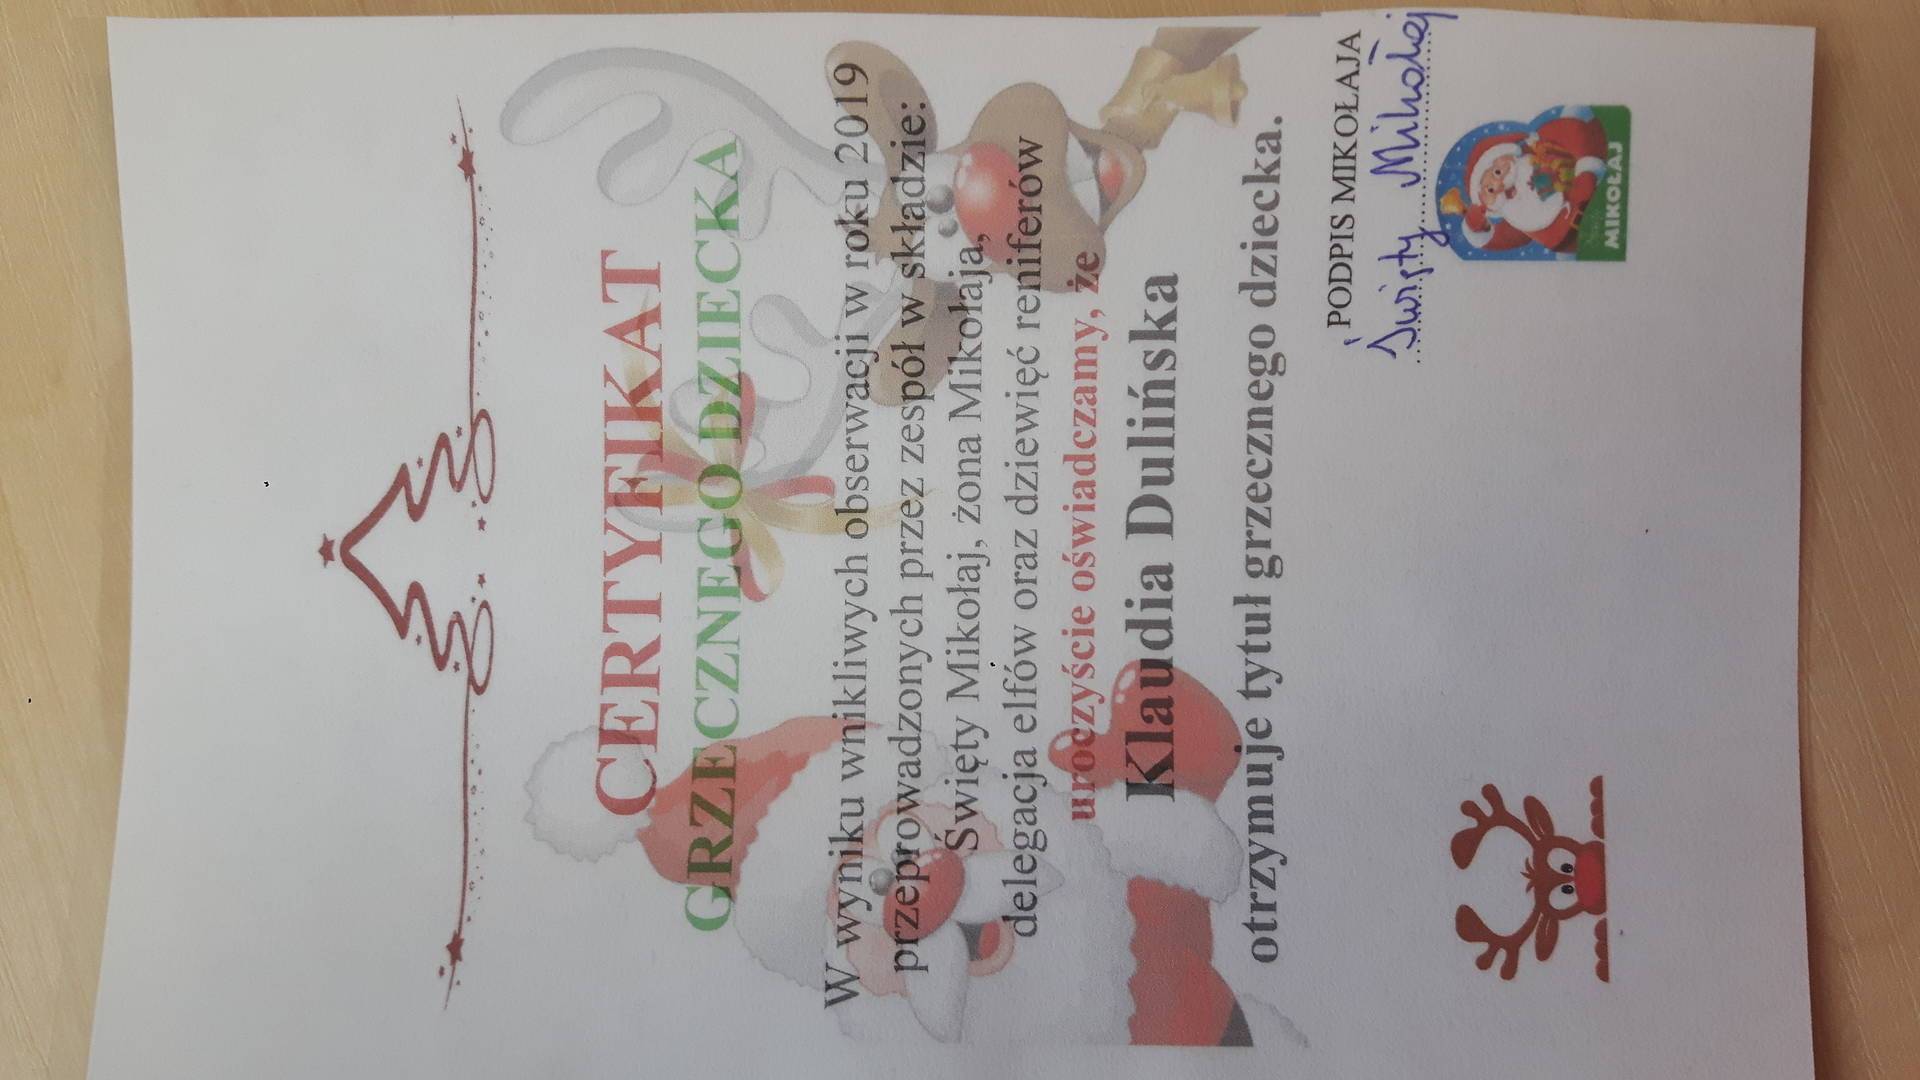 CERTYFIKAT
GRZECZNEGO DZIECKA
W wyniku wnikliwych obserwacji w roku 2019
przeprowadzonych przez zespół w składzie:
Święty Mikołaj, żona Mikołaja,
delegacja elfów oraz dziewięć reniferów
uroczyście oświadczamy, że
Klaudia Dulińska
otrzymuje tytuł grzecznego dziecka.
PODPIS MIKOŁAJA
Święty Mikołaj
MIKOŁAJ